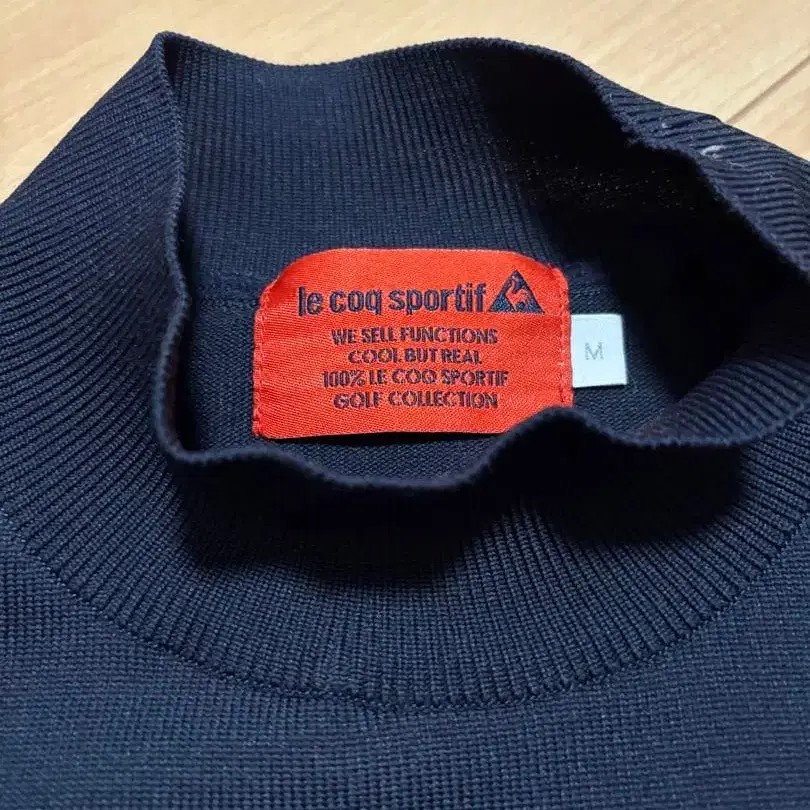 le coq sportif
WE SELL FUNCTIONS
COOL BUT REAL
100% LE COQ SPORTIF
GOLF COLLECTION
M